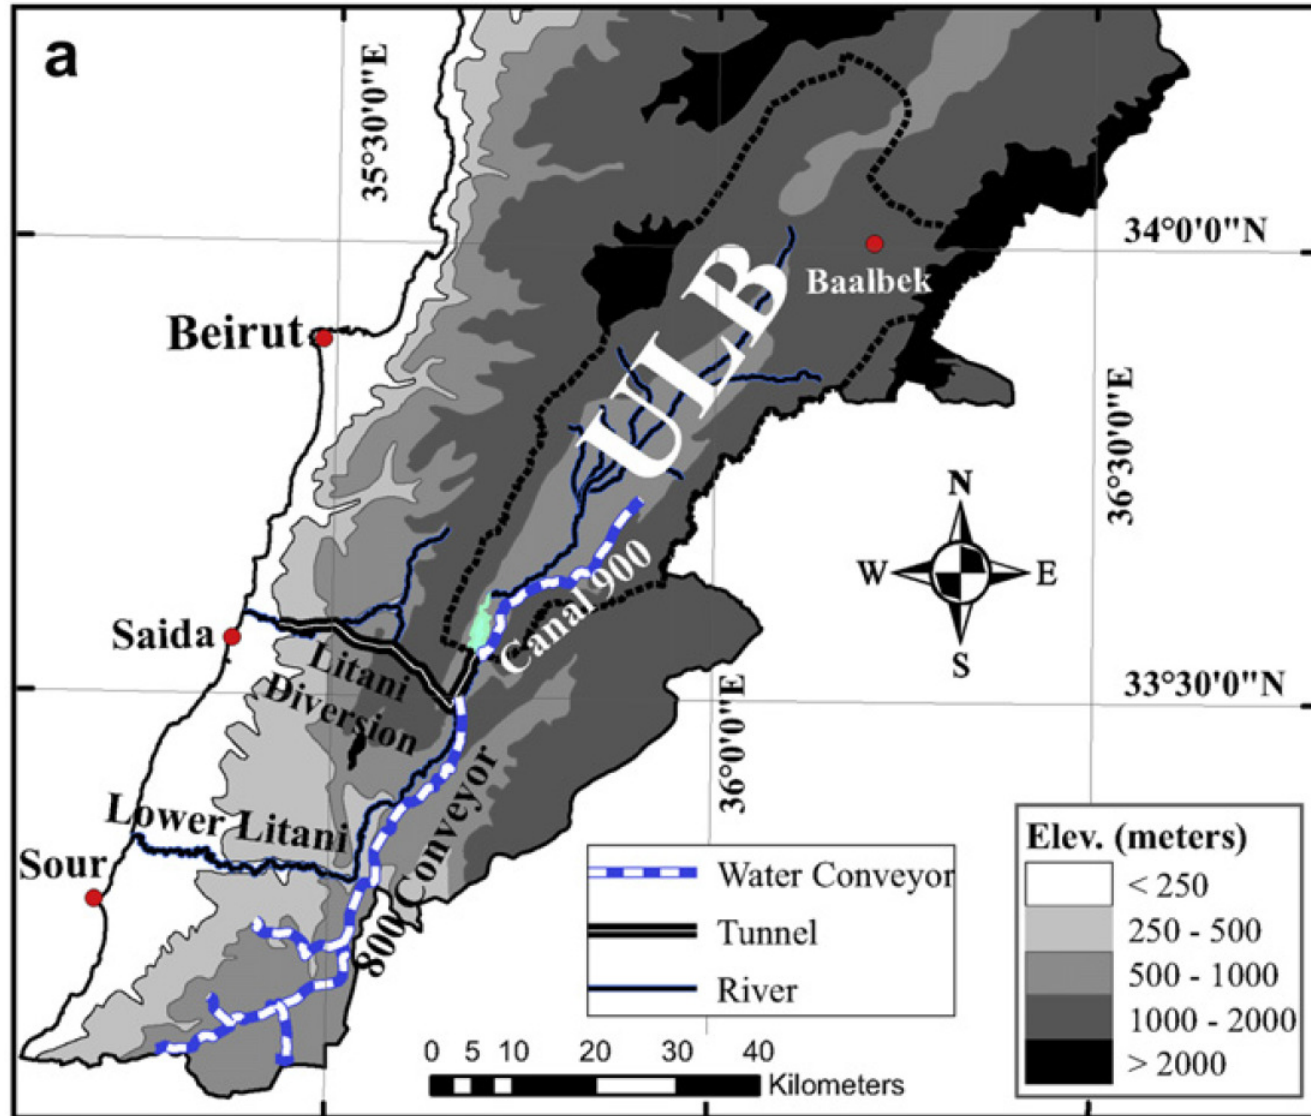 a
35°30'0"E
34°0'0"N
Baalbek
ULB
Beirut
36°30'0"E
N
W E
S
Canal 900
Saida
Litani
Diversion
33°30'0"N
36°0'0"E
800 Conveyor
Lower Litani
Sour
Water Conveyor
Tunnel
River
Elev. (meters)
< 250
250 - 500
500 - 1000
1000 - 2000
> 2000
0 5 10 20 30 40
Kilometers